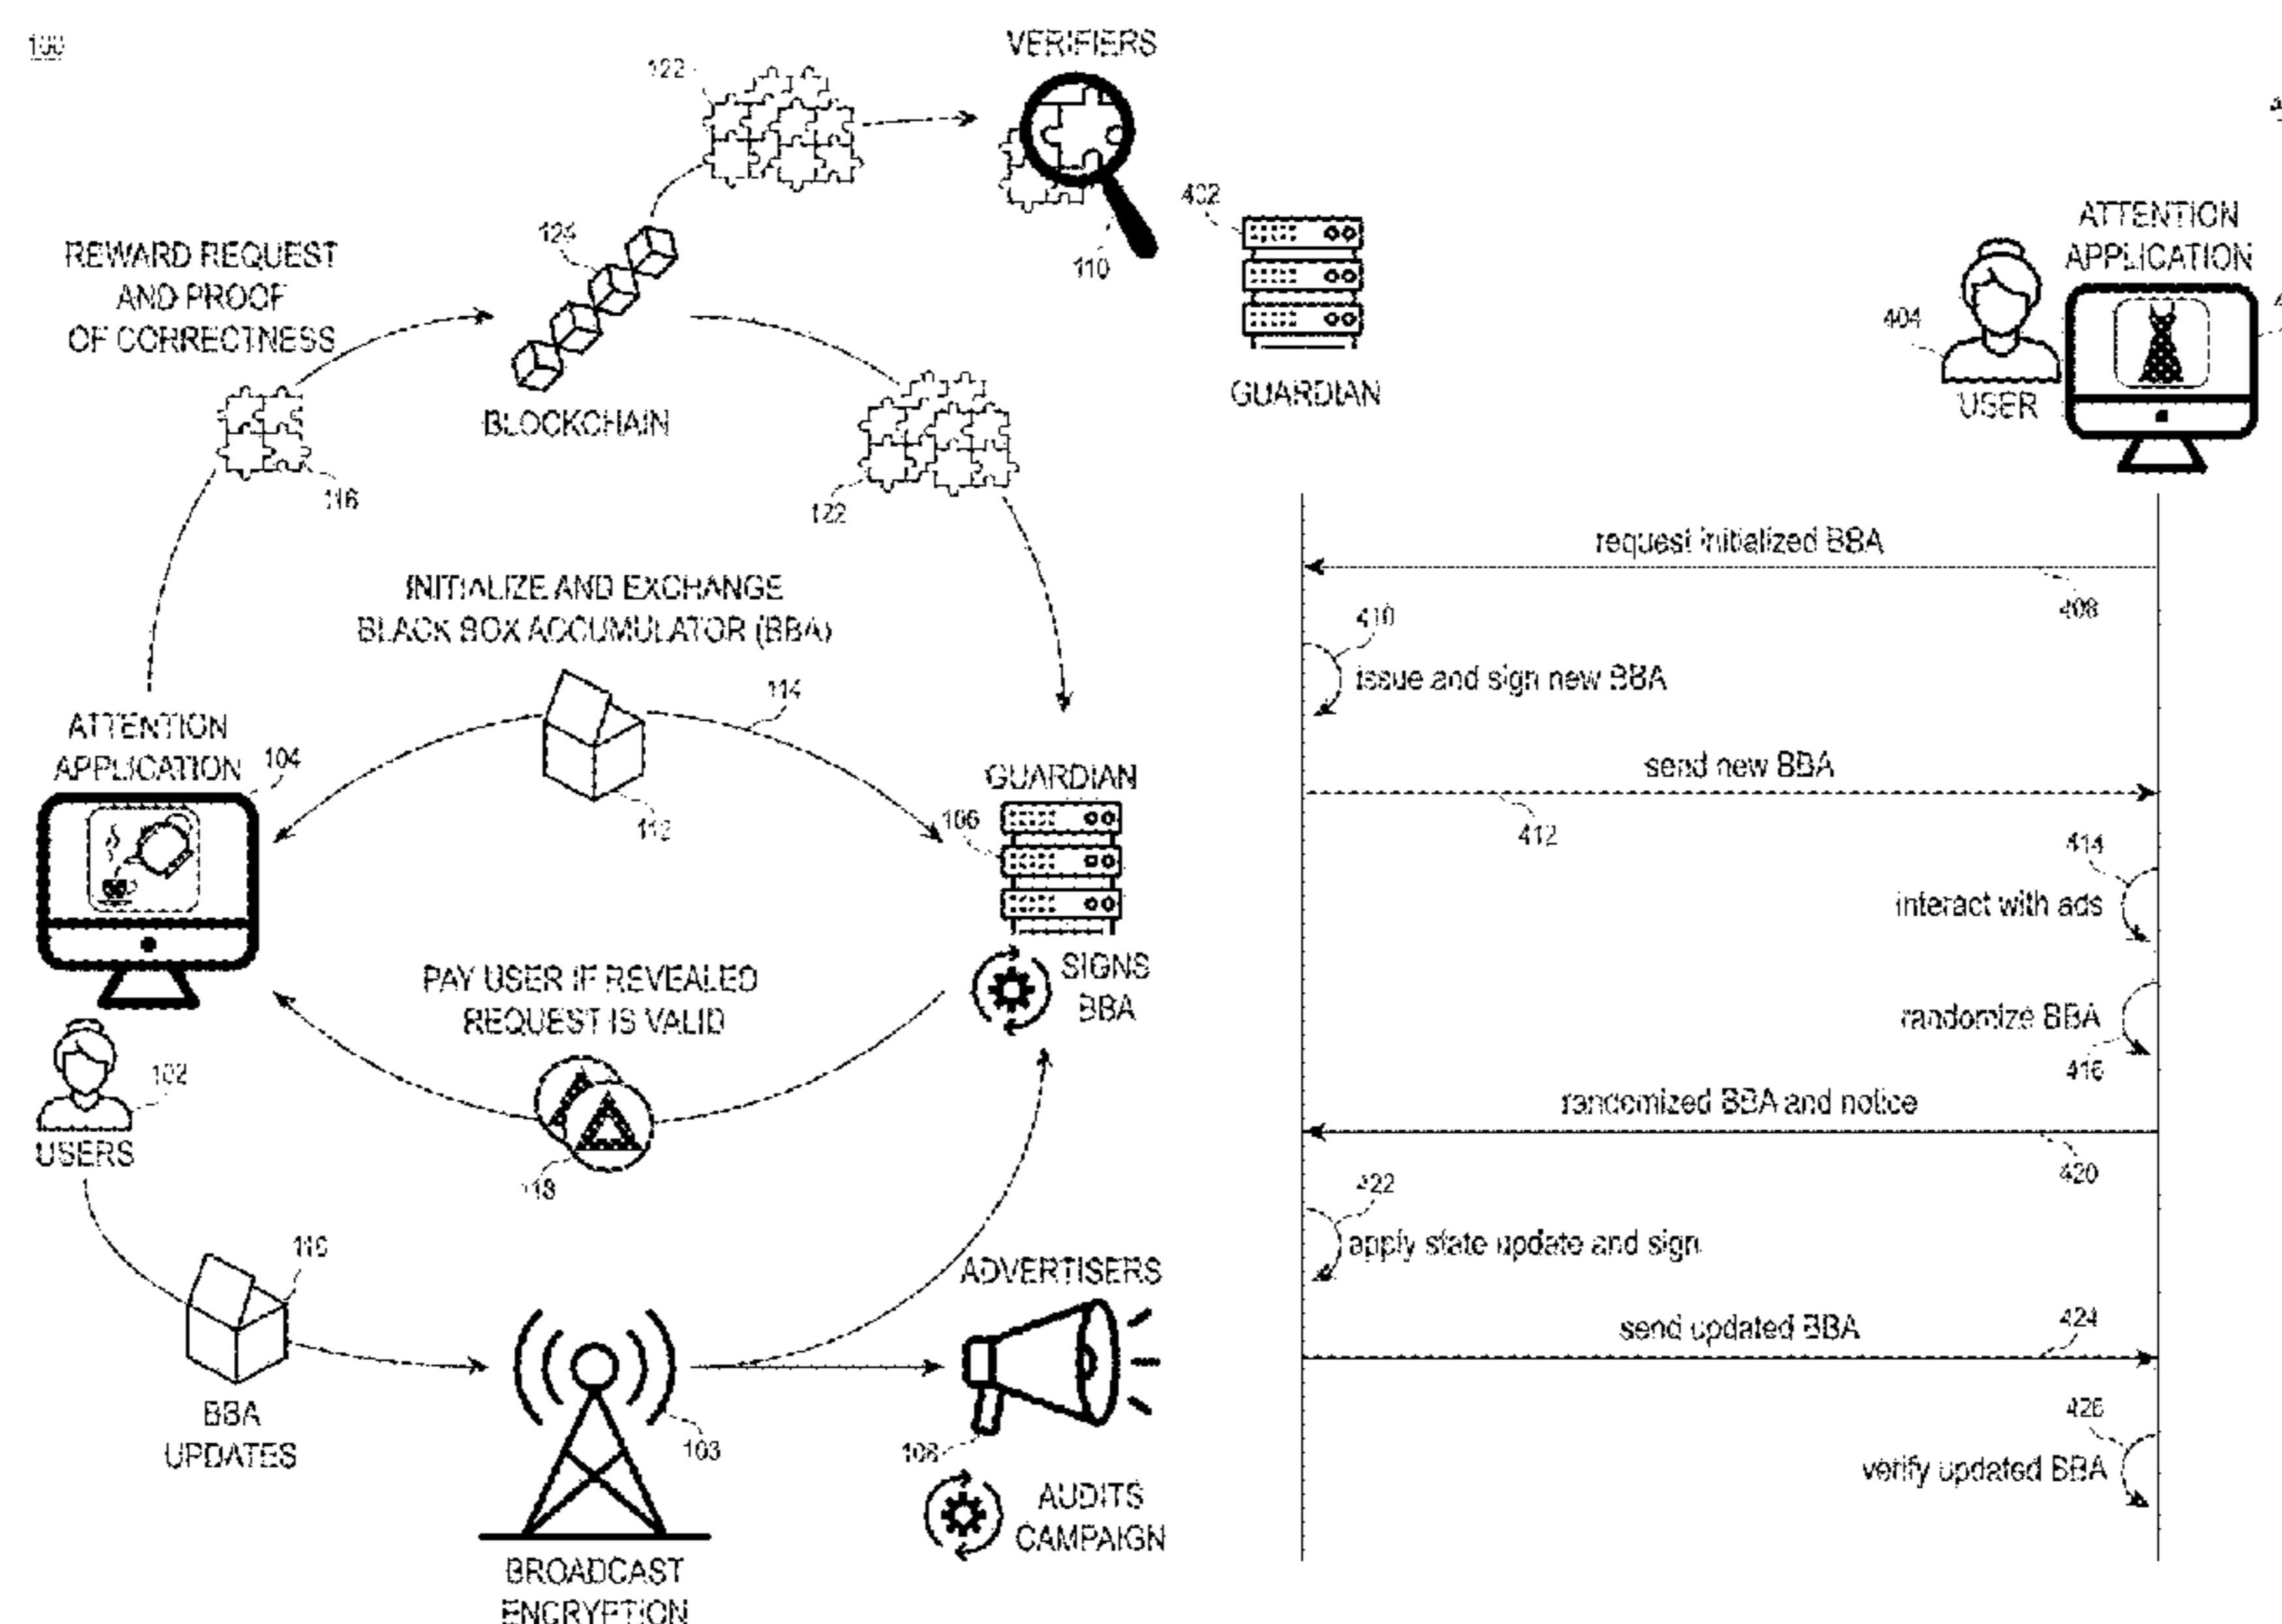 100
122
VERIFIERS
110
124
REWARD REQUEST
AND PROOF
OF CORRECTNESS
BLOCKCHAIN
116
122
INITIALIZE AND EXCHANGE
BLACK BOX ACCUMULATOR (BBA)
114
112
ATTENTION
APPLICATION
104
GUARDIAN
106
SIGNS
BBA
PAY USER IF REVEALED
REQUEST IS VALID
118
102
USERS
BBA
UPDATES
103
BROADCAST
ENCRYPTION
ADVERTISERS
108
AUDITS
CAMPAIGN
402
GUARDIAN
ATTENTION
APPLICATION
404
USER
request initialized BBA
408
410
issue and sign new BBA
send new BBA
412
414
interact with ads
randomize BBA
416
randomized BBA and notice
420
422
apply state update and sign
send updated BBA
424
426
verify updated BBA